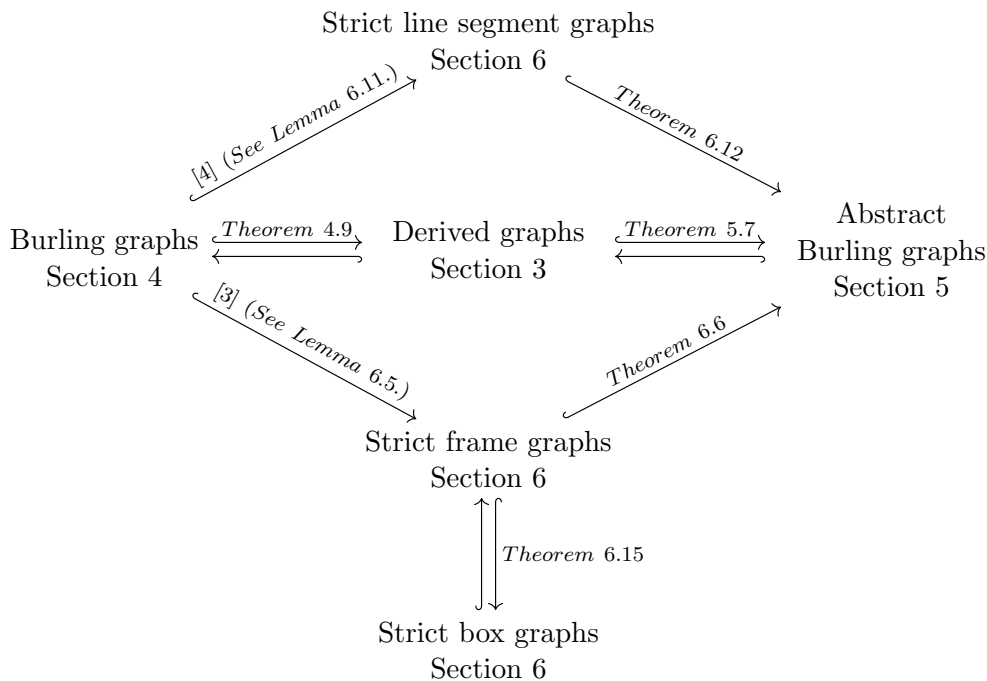 Strict line segment graphs
Section 6
[4] (See Lemma 6.11.)
Theorem 6.12
Burling graphs
Section 4
Theorem 4.9
Derived graphs
Section 3
Theorem 5.7
Abstract
Burling graphs
Section 5
[3] (See Lemma 6.5.)
Theorem 6.6
Strict frame graphs
Section 6
Theorem 6.15
Strict box graphs
Section 6